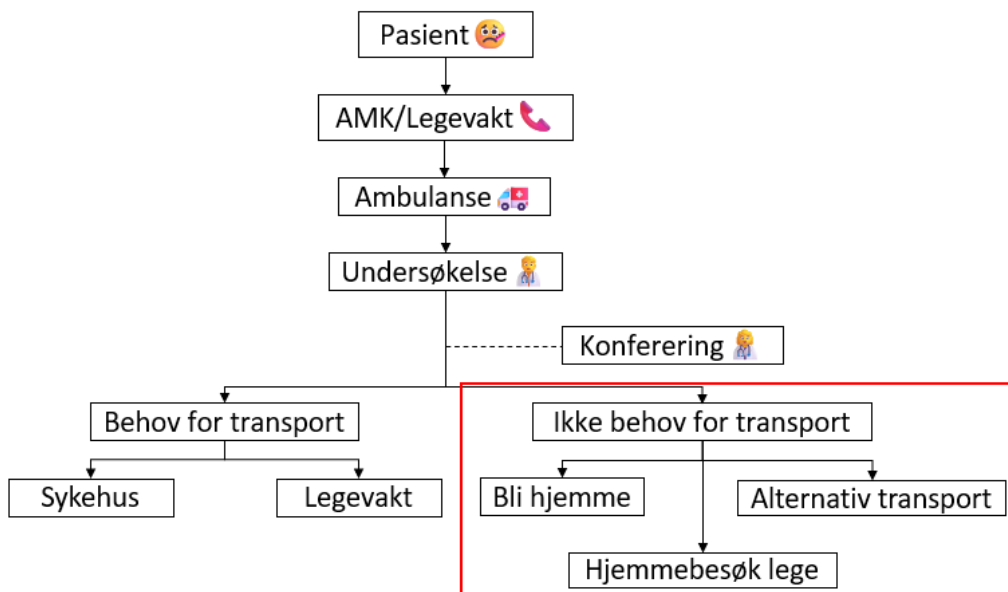 Pasient
AMK/Legevakt
Ambulanse
Undersøkelse
Konferering
Behov for transport
Ikke behov for transport
Sykehus
Legevakt
Bli hjemme
Alternativ transport
Hjemmebesøk lege